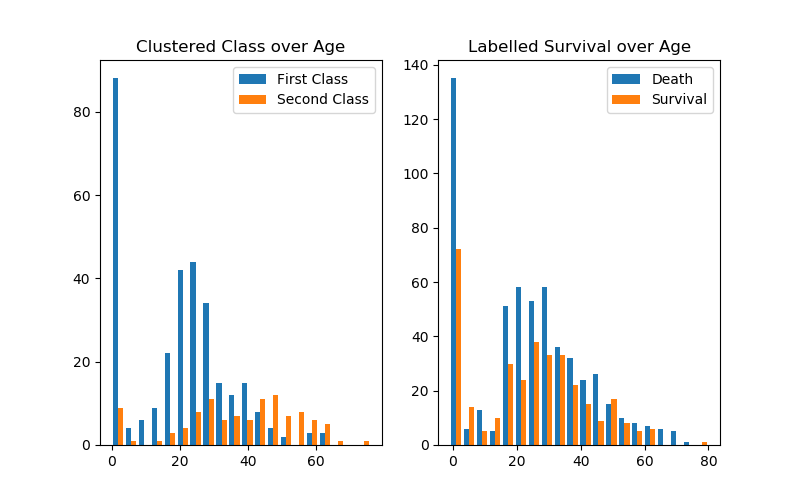 Clustered Class over Age
First Class
Second Class
80
60
40
20
0
0 20 40 60
Labelled Survival over Age
Death
Survival
140
120
100
80
60
40
20
0
0 20 40 60 80